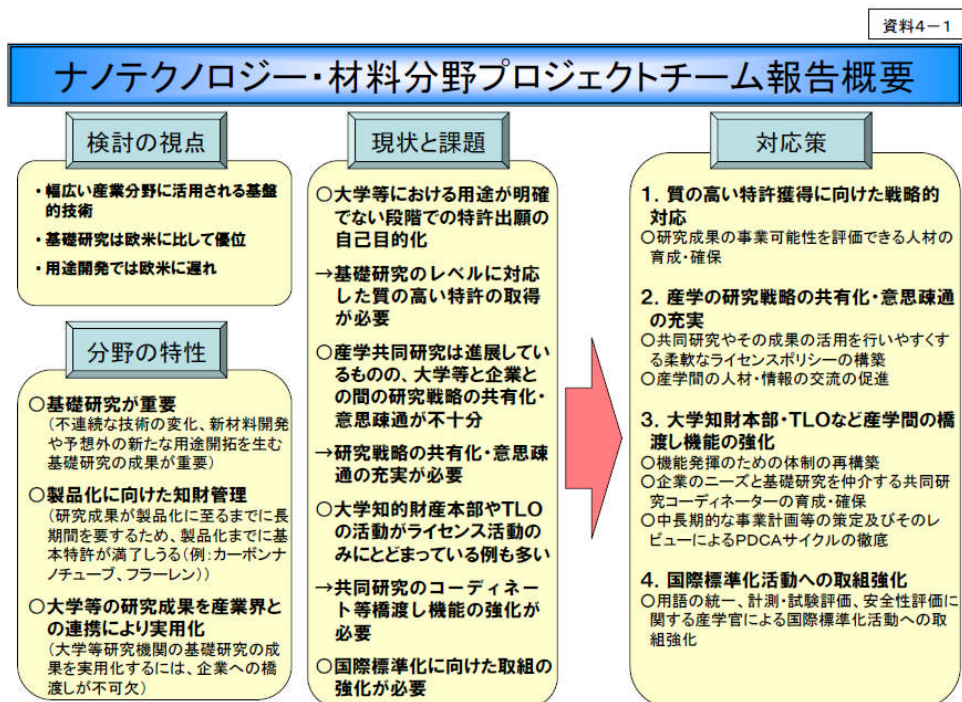 資料4-1
ナノテクノロジー・材料分野プロジェクトチーム報告概要
検討の視点
・幅広い産業分野に活用される基盤
的技術
・基礎研究は欧米に比して優位
・用途開発では欧米に遅れ
分野の特性
○基礎研究が重要
(不連続な技術の変化、新材料開発
や予想外の新たな用途開拓を生む
基礎研究の成果が重要)
○製品化に向けた知財管理
(研究成果が製品化に至るまでに長
期間を要するため、製品化までに基
本特許が満了しうる(例:カーボンナ
ノチューブ、フラーレン))
○大学等の研究成果を産業界と
の連携により実用化
(大学等研究機関の基礎研究の成
果を実用化するには、企業への橋
渡しが不可欠)
現状と課題
○大学等における用途が明確
でない段階での特許出願の
自己目的化
→基礎研究のレベルに対応
した質の高い特許の取得
が必要
○産学共同研究は進展してい
るものの、大学等と企業と
の間の研究戦略の共有化・
意思疎通が不十分
→研究戦略の共有化・意思疎
通の充実が必要
○大学知的財産本部やTLO
の活動がライセンス活動の
みにとどまっている例も多い
→共同研究のコーディネー
ト等橋渡し機能の強化が
必要
○国際標準化に向けた取組の
強化が必要
対応策
1. 質の高い特許獲得に向けた戦略的
対応
○研究成果の事業可能性を評価できる人材の
育成・確保
2. 産学の研究戦略の共有化・意思疎通
の充実
○共同研究やその成果の活用を行いやすくす
る柔軟なライセンスポリシーの構築
○産学間の人材・情報の交流の促進
3. 大学知財本部・TLOなど産学間の橋
渡し機能の強化
○機能発揮のための体制の再構築
○企業のニーズと基礎研究を仲介する共同研
究コーディネーターの育成・確保
○中長期的な事業計画等の策定及びそのレ
ビューによるPDCAサイクルの徹底
4. 国際標準化活動への取組強化
○用語の統一、計測・試験評価、安全性評価に
関する産学官による国際標準化活動への取
組強化